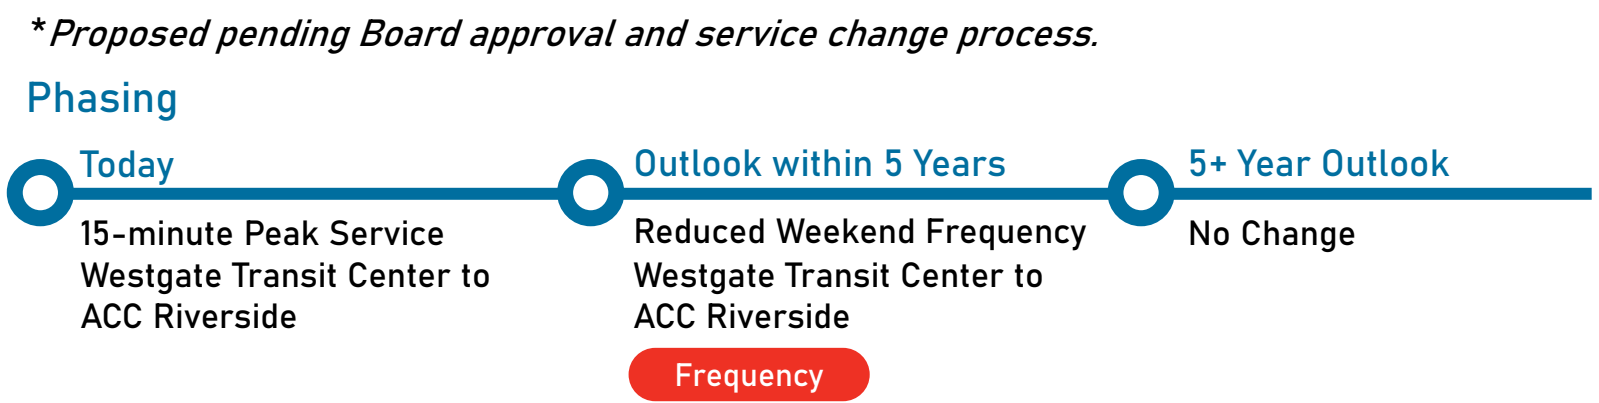 *Proposed pending Board approval and service change process.
Phasing
Today
15-minute Peak Service
Westgate Transit Center to
ACC Riverside
Outlook within 5 Years
Reduced Weekend Frequency
Westgate Transit Center to
ACC Riverside
Frequency
5+ Year Outlook
No Change